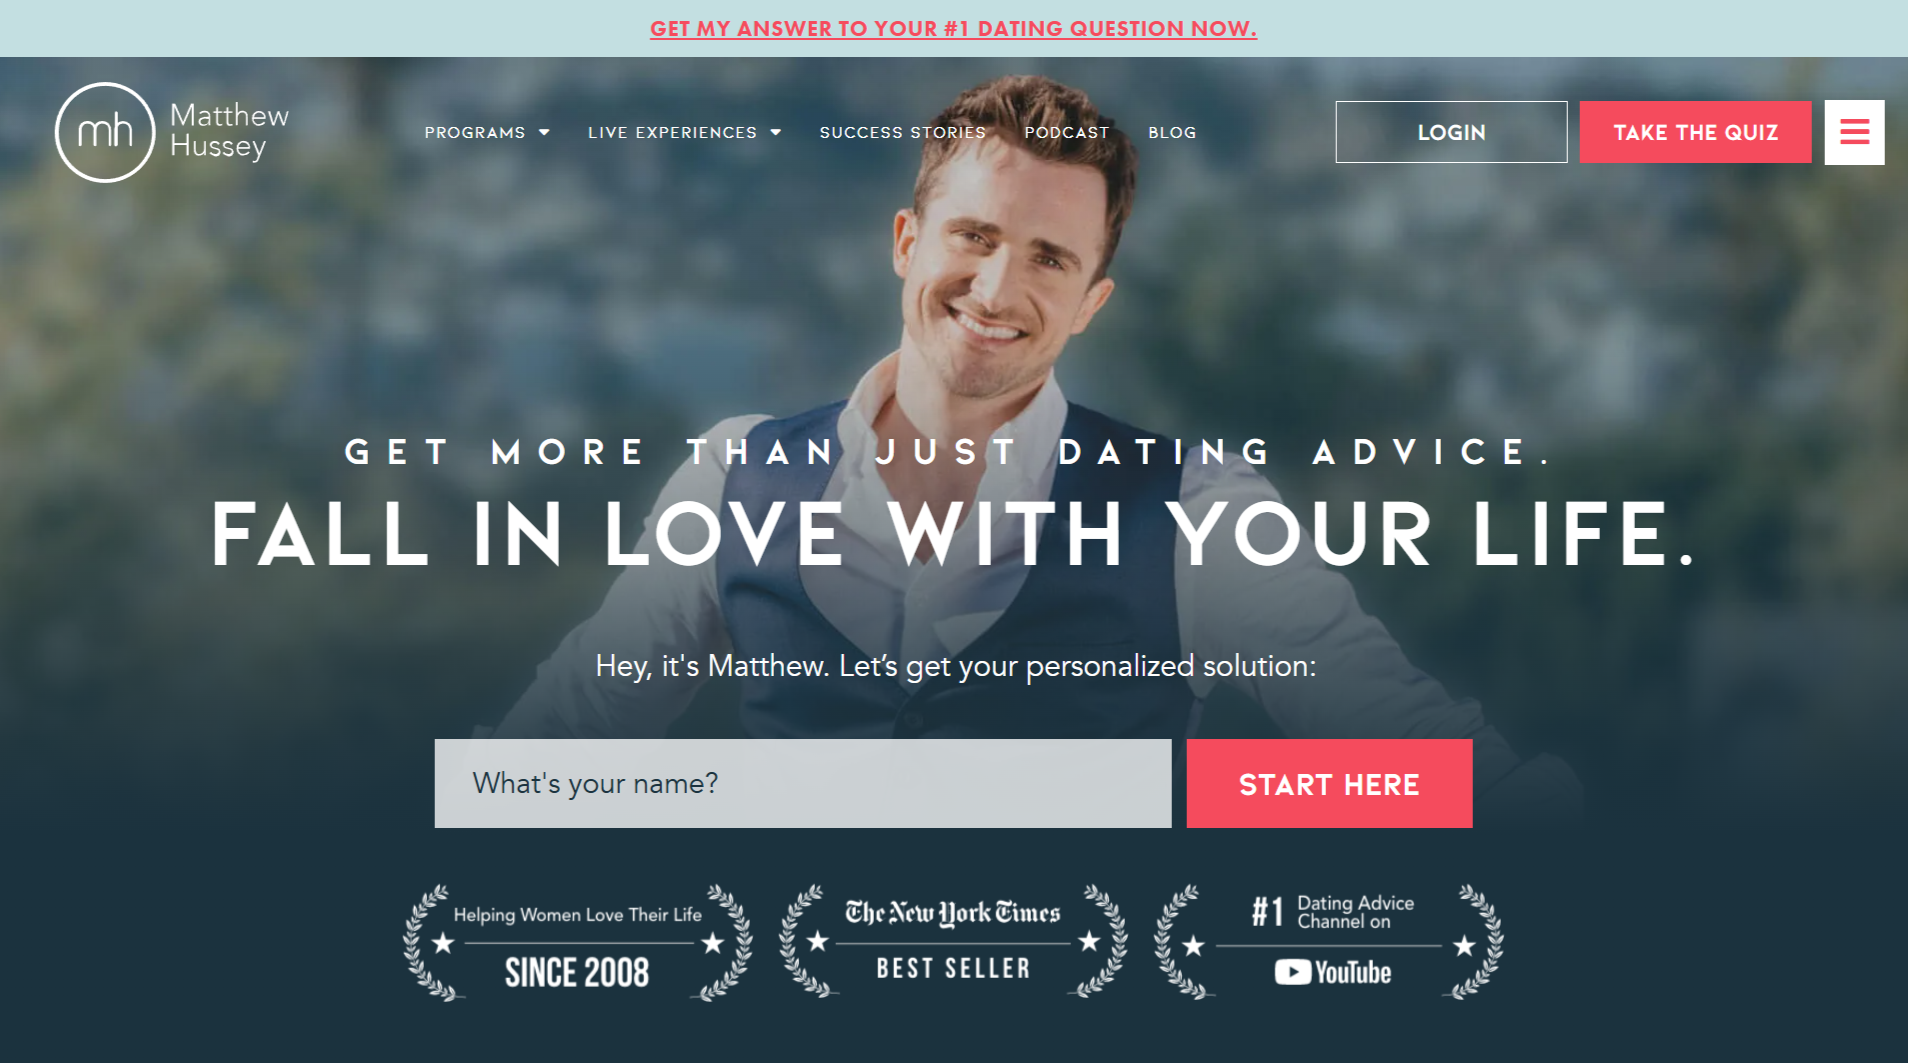 GET MY ANSWER TO YOUR #1 DATING QUESTION NOW.
mh
Matthew
Hussey
PROGRAMS
LIVE EXPERIENCES
SUCCESS STORIES
PODCAST
BLOG
LOGIN
TAKE THE QUIZ
GET MORE THAN JUST DATING ADVICE.
FALL IN LOVE WITH YOUR LIFE.
Hey, it's Matthew. Let’s get your personalized solution:
What's your name?
START HERE
Helping Women Love Their Life
SINCE 2008
The New York Times
BEST SELLER
#1 Dating Advice
Channel on
YouTube